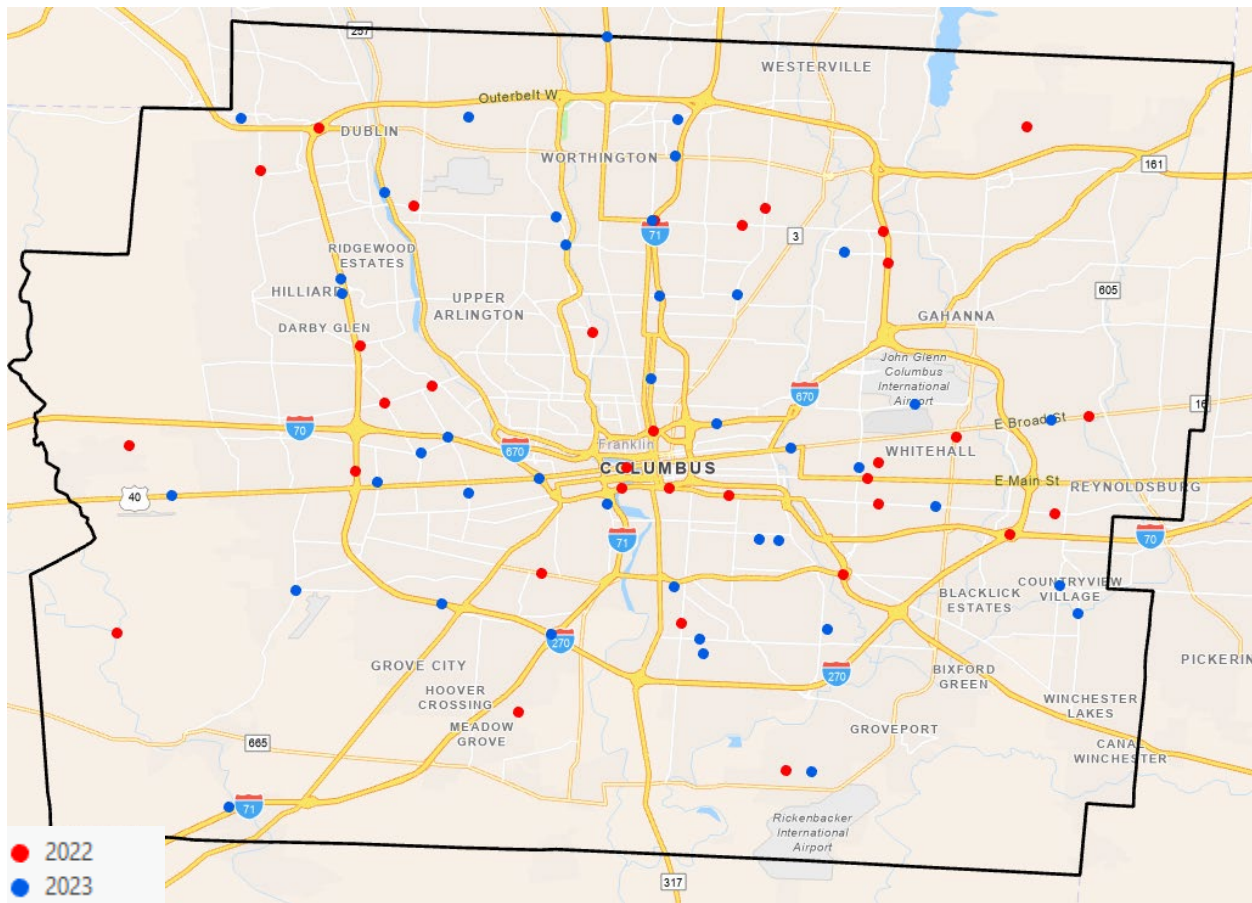 257
WESTERVILLE
Outerbelt W
DUBLIN
WORTHINGTON
161
71
3
RIDGEWOOD
ESTATES
HILLIARD
605
UPPER
ARLINGTON
GAHANNA
DARBY GLEN
John Glenn
Columbus
International
Airport
670
16
E Broad St
70
Franklin
670
WHITEHALL
COLUMBUS
E Main St
REYNOLDSBURG
40
71
70
COUNTRYVIEW
VILLAGE
BLACKLICK
ESTATES
270
GROVE CITY
PICKERIN
270
BIXFORD
GREEN
HOOVER
CROSSING
WINCHESTER
LAKES
MEADOW
GROVE
GROVEPORT
665
CANAL
WINCHESTER
71
Rickenbacker
International
Airport
2022
2023
317